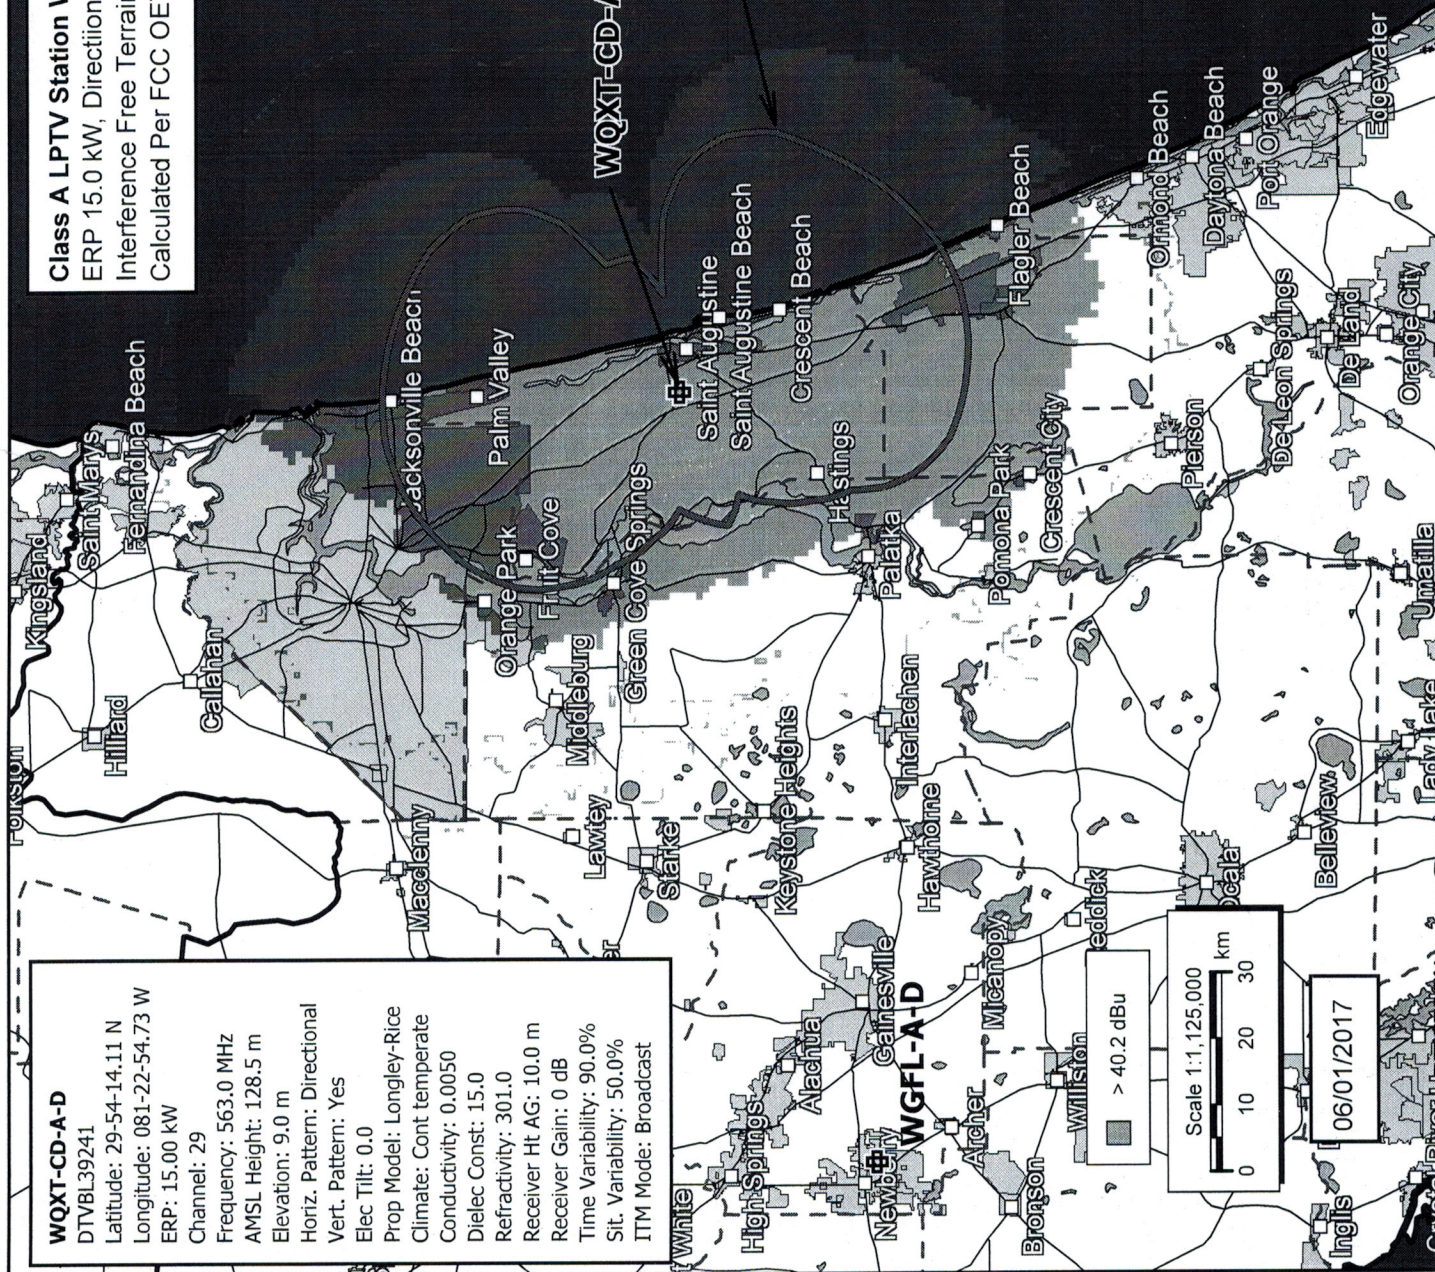 Class A LPTV Station
ERP 15.0 kW, Directiion
Interference Free Terrain
Calculated Per FCC OET
WQXT-CD-A
WQXT-CD-A-D
DTVBL39241
Latitude: 29-54-14.11 N
Longitude: 081-22-54.73 W
ERP: 15.00 kW
Channel: 29
Frequency: 563.0 MHz
AMSL Height: 128.5 m
Elevation: 9.0 m
Horiz. Pattern: Directional
Vert. Pattern: Yes
Elec Tilt: 0.0
Prop Model: Longley-Rice
Climate: Cont temperate
Conductivity: 0.0050
Dielec Const: 15.0
Refractivity: 301.0
Receiver Ht AG: 10.0 m
Receiver Gain: 0 dB
Time Variability: 90.0%
Sit. Variability: 50.0%
ITM Mode: Broadcast
Folkston
Kingsland
Saint Marys
Fernandina Beach
Hilliard
Callahan
Macclenny
Jacksonville Beach
Palm Valley
Orange Park
Fruit Cove
Middleburg
Green Cove Springs
Lawtey
Starke
Keystone Heights
Saint Augustine
Saint Augustine Beach
Crescent Beach
Hastings
Palatka
Interlachen
Hawthorne
Gainesville
Alachua
High Springs
White
Newberry
WGFL-A-D
Archer
Bronson
Micanopy
Williston
eddick
Pomona Park
Crescent City
Flagler Beach
Ormond Beach
Daytona Beach
Port Orange
Edgewater
Pierson
De Leon Springs
De Land
Orange City
Umatilla
Lady Lake
Belleview
Ocala
Inglis
> 40.2 dBu
Scale 1:1,125,000
0 10 20 30
km
06/01/2017